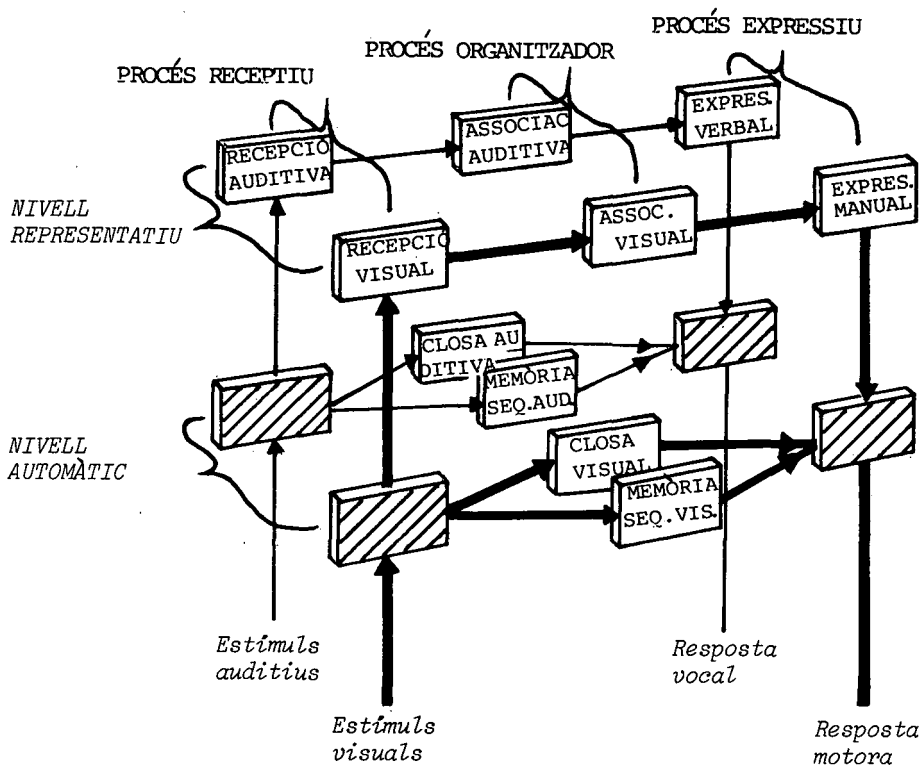 PROCÉS EXPRESSIU
PROCÉS ORGANITZADOR
PROCÉS RECEPTIU
EXPRES.
VERBAL
ASSOCIAC
AUDITIVA
RECEPCIÓ
AUDITIVA
EXPRES.
MANUAL
ASSOC.
VISUAL
NIVELL
REPRESENTATIU
RECEPCIÓ
VISUAL
CLOSA AU
DITIVA
MEMÒRIA
SEQ.AUD.
NIVELL
AUTOMÀTIC
CLOSA
VISUAL
MEMÒRIA
SEQ.VIS.
Estímuls
auditius
Resposta
vocal
Estímuls
visuals
Resposta
motora